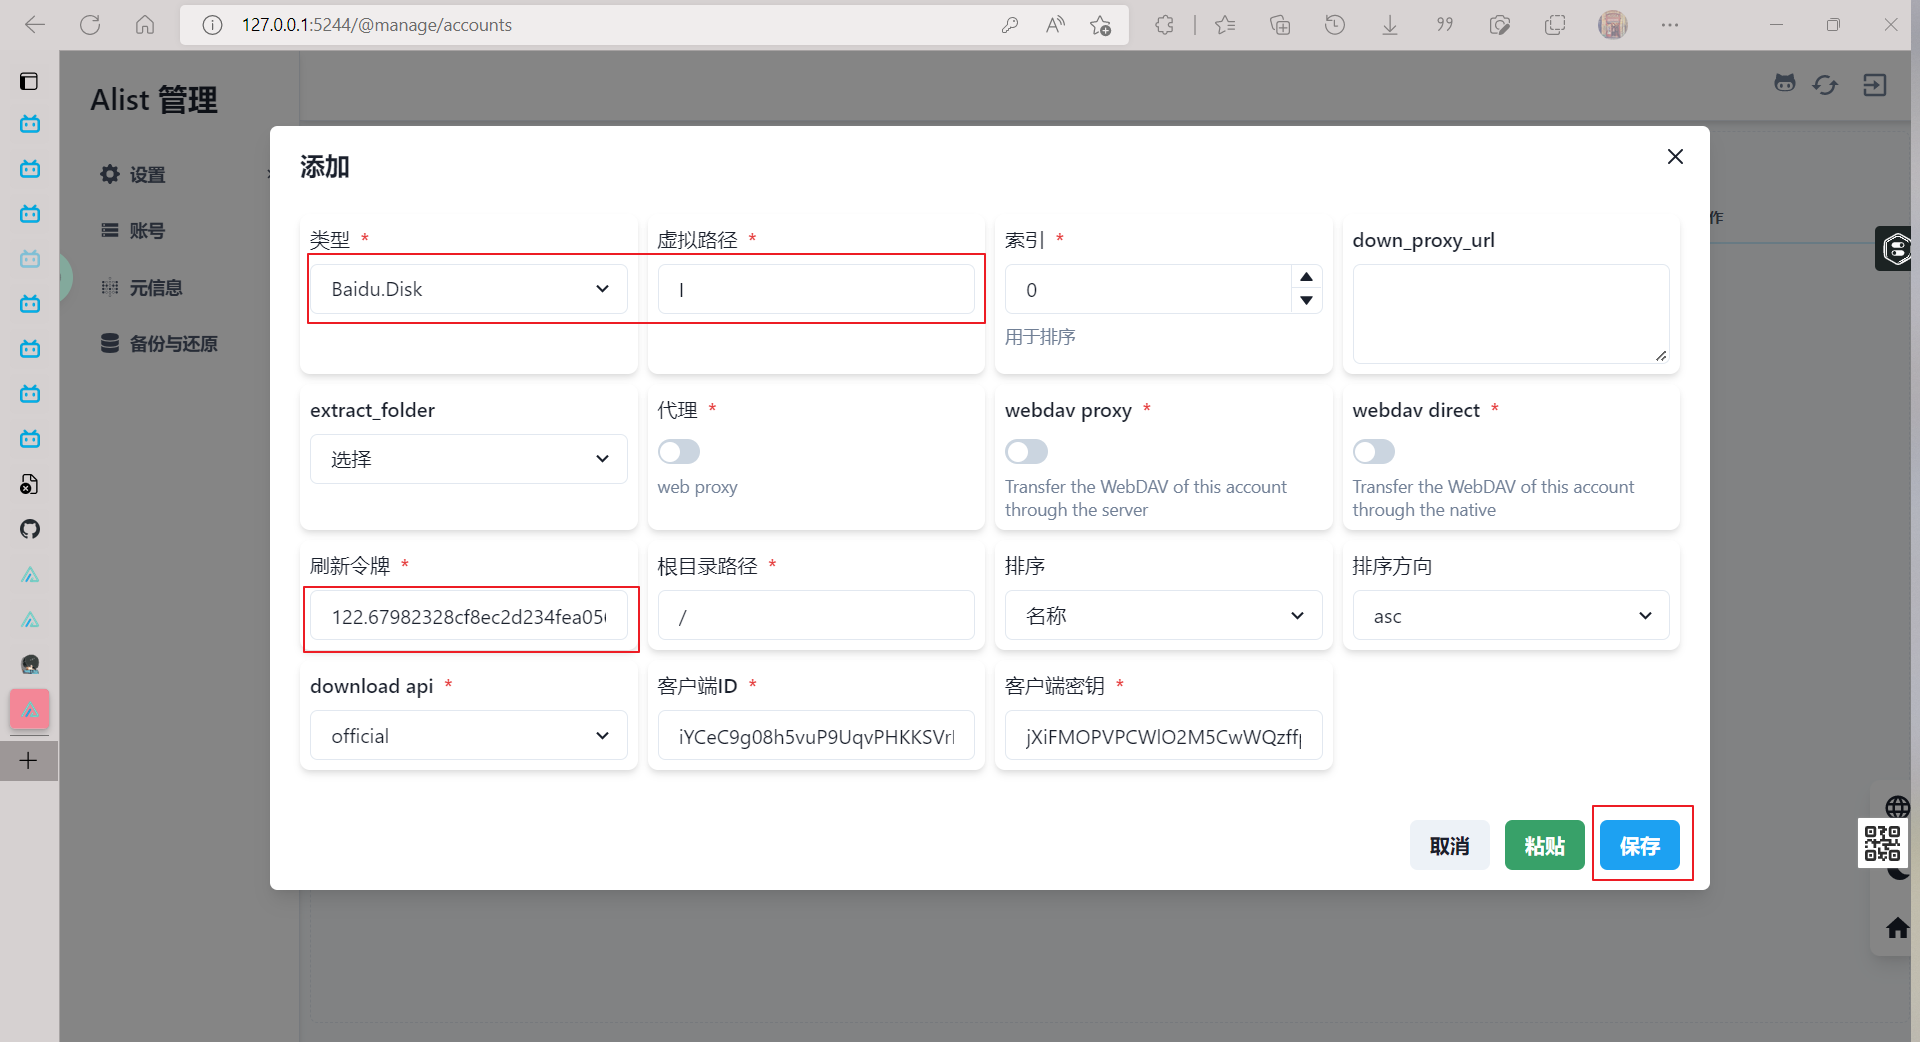 127.0.0.1:5244/@manage/accounts
Alist 管理
设置
账号
元信息
备份与还原
作
添加
类型 *
虚拟路径 *
索引 *
down_proxy_url
Baidu.Disk
I
0
用于排序
extract_folder
代理 *
webdav proxy *
webdav direct *
选择
web proxy
Transfer the WebDAV of this account
through the server
Transfer the WebDAV of this account
through the native
刷新令牌 *
根目录路径 *
排序
排序方向
122.67982328cf8ec2d234fea05
/
名称
asc
download api *
客户端ID *
客户端密钥 *
official
iYCeC9g08h5vuP9UqvPHKKSVr
jXiFMOPVPCWlO2M5CwWQzff
取消
粘贴
保存